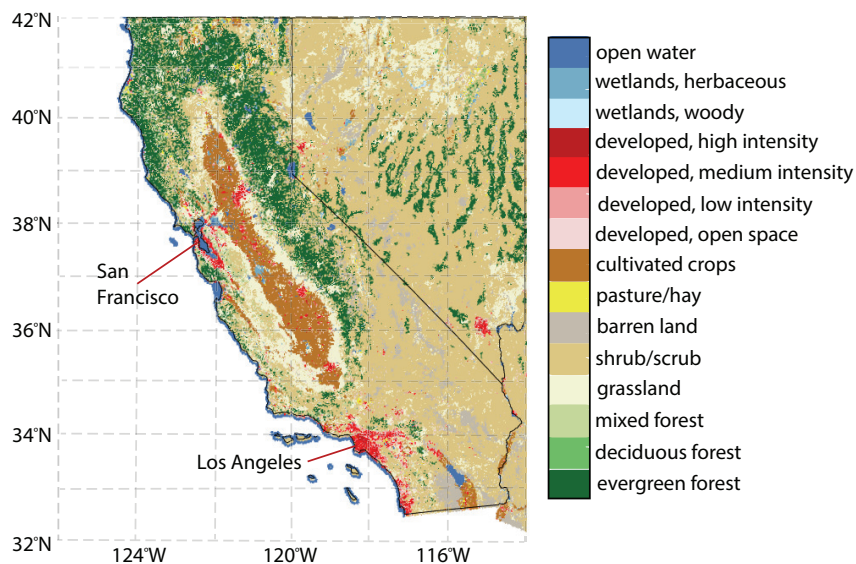 42°N
40°N
38°N
36°N
34°N
32°N
124°W
120°W
116°W
San
Francisco
Los Angeles
open water
wetlands, herbaceous
wetlands, woody
developed, high intensity
developed, medium intensity
developed, low intensity
developed, open space
cultivated crops
pasture/hay
barren land
shrub/scrub
grassland
mixed forest
deciduous forest
evergreen forest